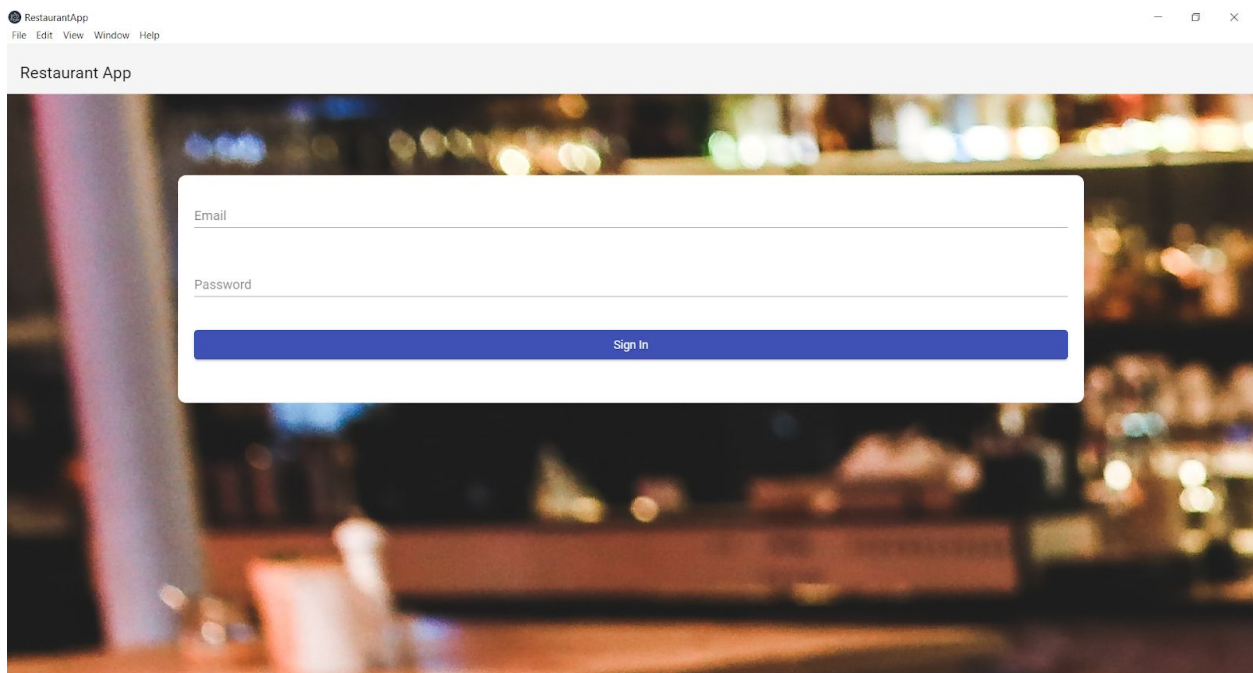 RestaurantApp
File Edit View Window Help
Restaurant App
Email
Password
Sign In